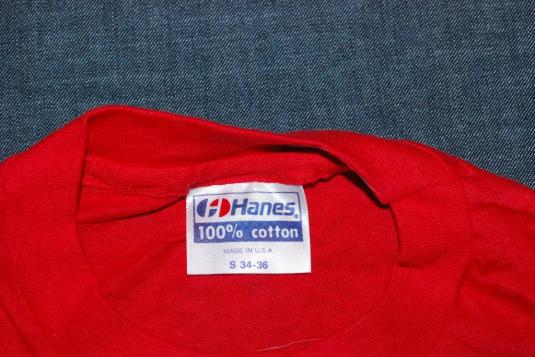 Hanes
100% cotton
MADE IN U.S.A.
S 34-36